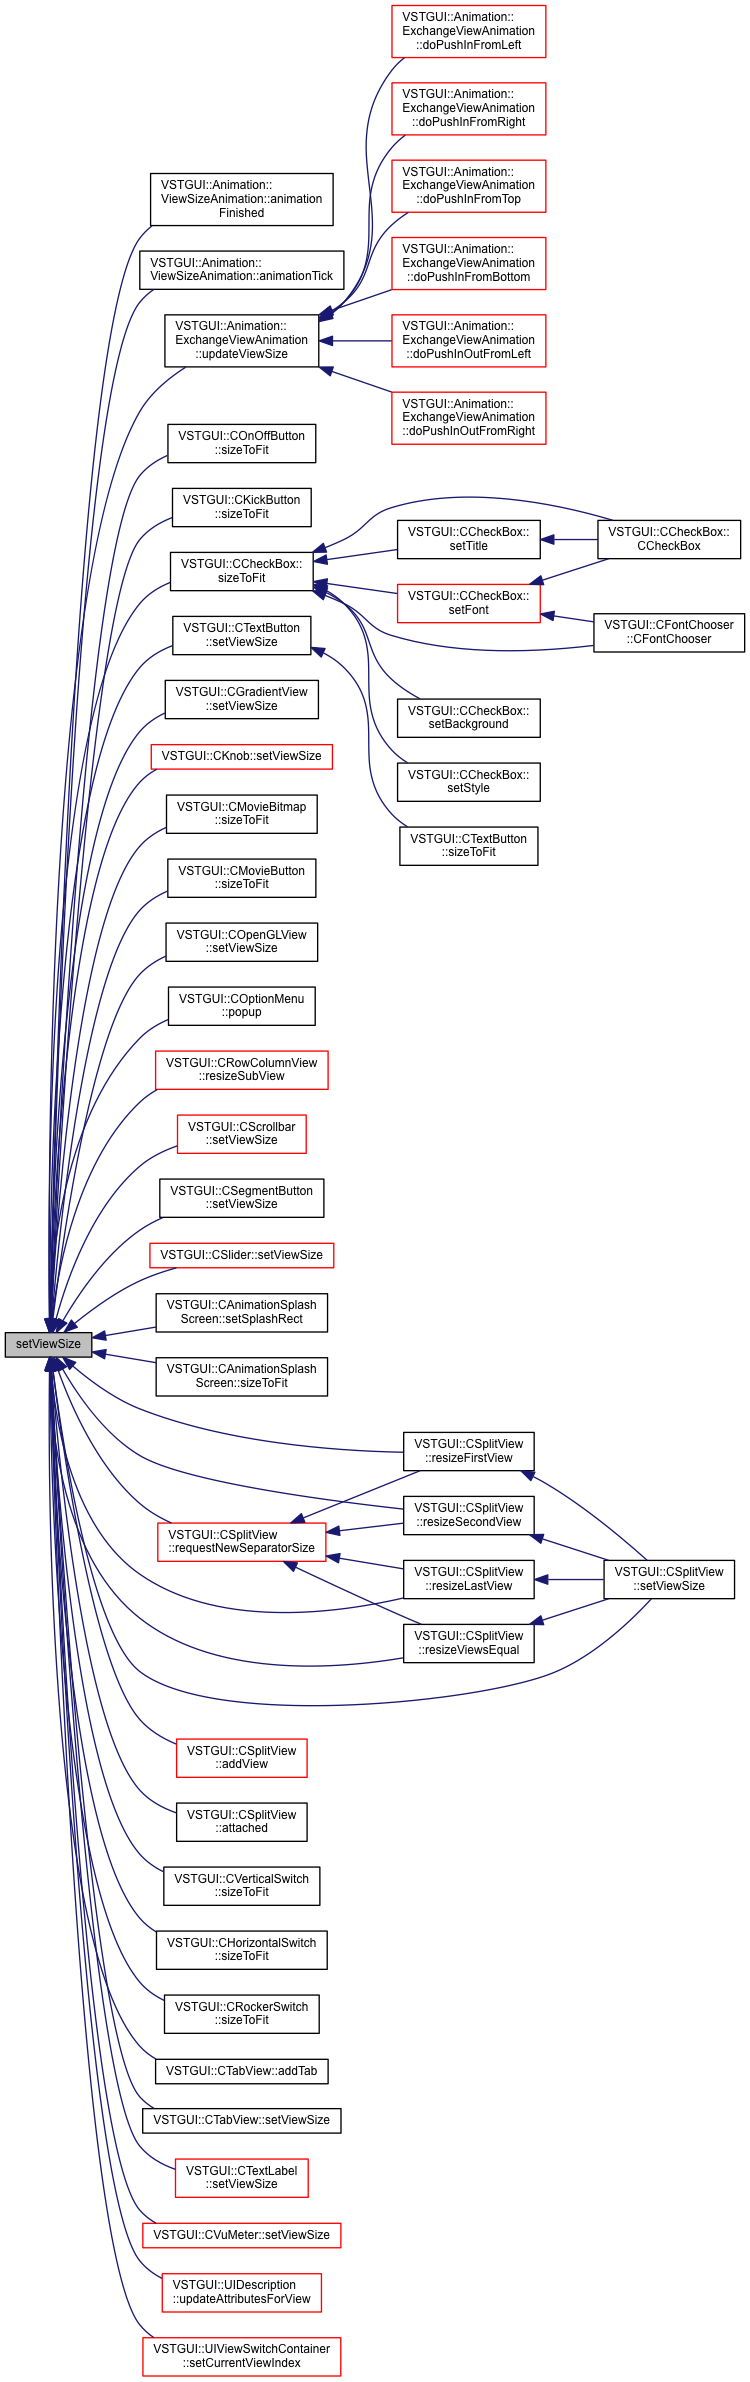 VSTGUI::Animation::
ExchangeViewAnimation
::doPushInFromLeft
VSTGUI::Animation::
ExchangeViewAnimation
::doPushInFromRight
VSTGUI::Animation::
ExchangeViewAnimation
::doPushInFromTop
VSTGUI::Animation::
ViewSizeAnimation::animation
Finished
VSTGUI::Animation::
ExchangeViewAnimation
::doPushInFromBottom
VSTGUI::Animation::
ViewSizeAnimation::animationTick
VSTGUI::Animation::
ExchangeViewAnimation
::updateViewSize
VSTGUI::Animation::
ExchangeViewAnimation
::doPushInOutFromLeft
VSTGUI::Animation::
ExchangeViewAnimation
::doPushInOutFromRight
VSTGUI::COnOffButton
::sizeToFit
VSTGUI::CKickButton
::sizeToFit
VSTGUI::CCheckBox::
sizeToFit
VSTGUI::CCheckBox::
setTitle
VSTGUI::CCheckBox::
CCheckBox
VSTGUI::CCheckBox::
setFont
VSTGUI::CFontChooser
::CFontChooser
VSTGUI::CTextButton
::setViewSize
VSTGUI::CGradientView
::setViewSize
VSTGUI::CCheckBox::
setBackground
VSTGUI::CKnob::setViewSize
VSTGUI::CCheckBox::
setStyle
VSTGUI::CMovieBitmap
::sizeToFit
VSTGUI::CTextButton
::sizeToFit
VSTGUI::CMovieButton
::sizeToFit
VSTGUI::COpenGLView
::setViewSize
VSTGUI::COptionMenu
::popup
VSTGUI::CRowColumnView
::resizeSubView
VSTGUI::CScrollbar
::setViewSize
VSTGUI::CSegmentButton
::setViewSize
VSTGUI::CSlider::setViewSize
VSTGUI::CAnimationSplash
Screen::setSplashRect
setViewSize
VSTGUI::CAnimationSplash
Screen::sizeToFit
VSTGUI::CSplitView
::resizeFirstView
VSTGUI::CSplitView
::resizeSecondView
VSTGUI::CSplitView
::requestNewSeparatorSize
VSTGUI::CSplitView
::resizeLastView
VSTGUI::CSplitView
::setViewSize
VSTGUI::CSplitView
::resizeViewsEqual
VSTGUI::CSplitView
::addView
VSTGUI::CSplitView
::attached
VSTGUI::CVerticalSwitch
::sizeToFit
VSTGUI::CHorizontalSwitch
::sizeToFit
VSTGUI::CRockerSwitch
::sizeToFit
VSTGUI::CTabView::addTab
VSTGUI::CTabView::setViewSize
VSTGUI::CTextLabel
::setViewSize
VSTGUI::CVuMeter::setViewSize
VSTGUI::UIDescription
::updateAttributesForView
VSTGUI::UIViewSwitchContainer
::setCurrentViewIndex